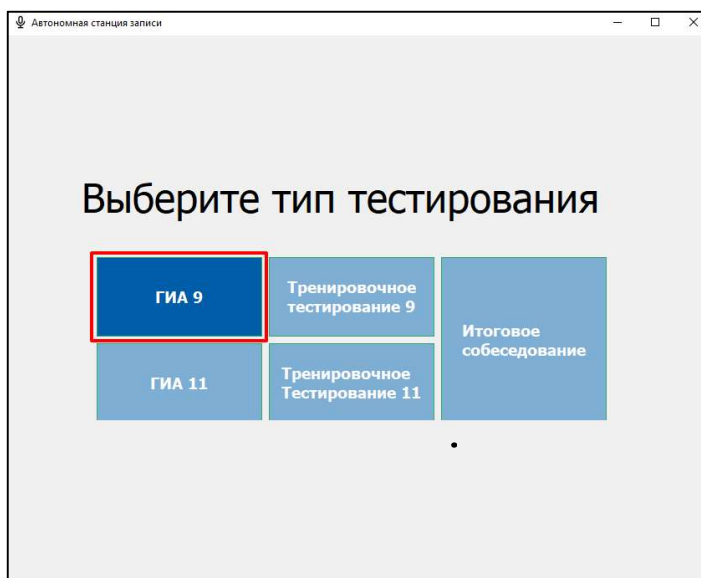 Автономная станция записи
Выберите тип тестирования
ГИА 9
Тренировочное
тестирование 9
Итоговое
собеседование
ГИА 11
Тренировочное
Тестирование 11